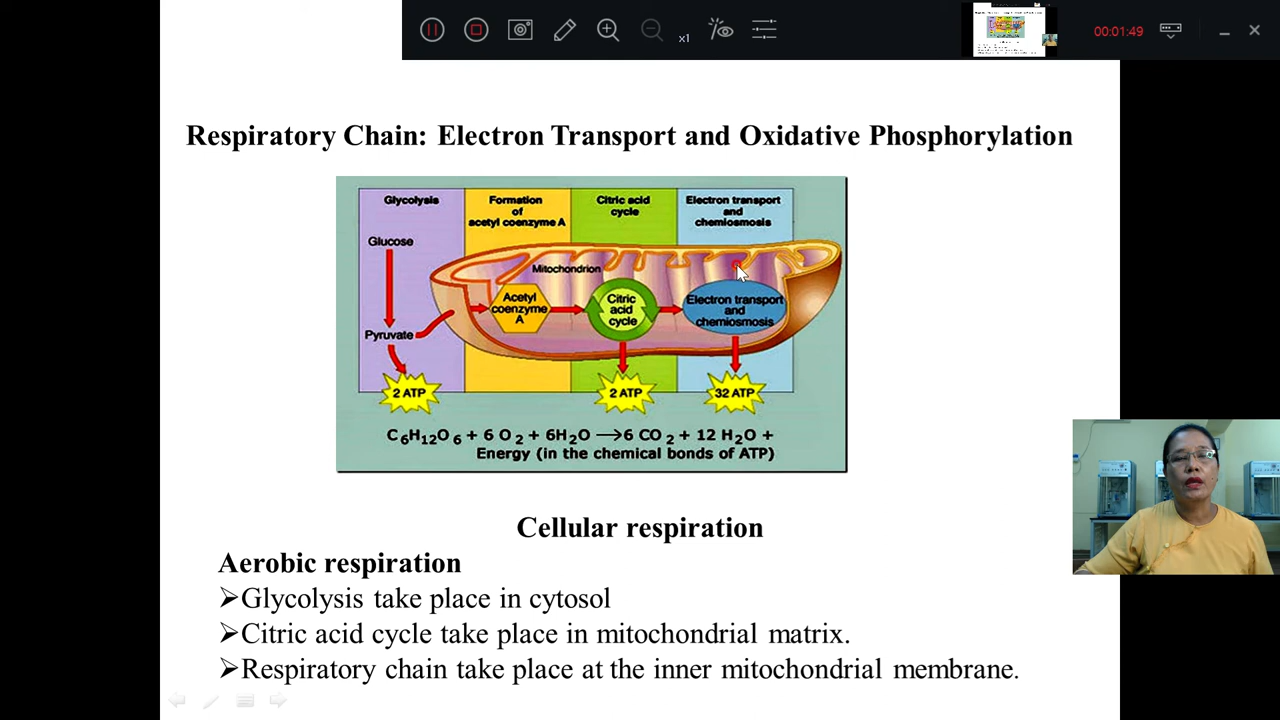 x1
00:01:49
Respiratory Chain: Electron Transport and Oxidative Phosphorylation
Glycolysis
Formation
of
acetyl coenzyme A
Citric acid
cycle
Electron transport
and
chemiosmosis
Glucose
Mitochondrion
Acetyl
coenzyme
A
Citric
acid
cycle
Electron transport
and
chemiosmosis
Pyruvate
2 ATP
2 ATP
32 ATP
C6H12O6 + 6 O2 + 6H2O →6 CO2 + 12 H2O +
Energy (in the chemical bonds of ATP)
Cellular respiration
Aerobic respiration
➢Glycolysis take place in cytosol
➢Citric acid cycle take place in mitochondrial matrix.
➢Respiratory chain take place at the inner mitochondrial membrane.